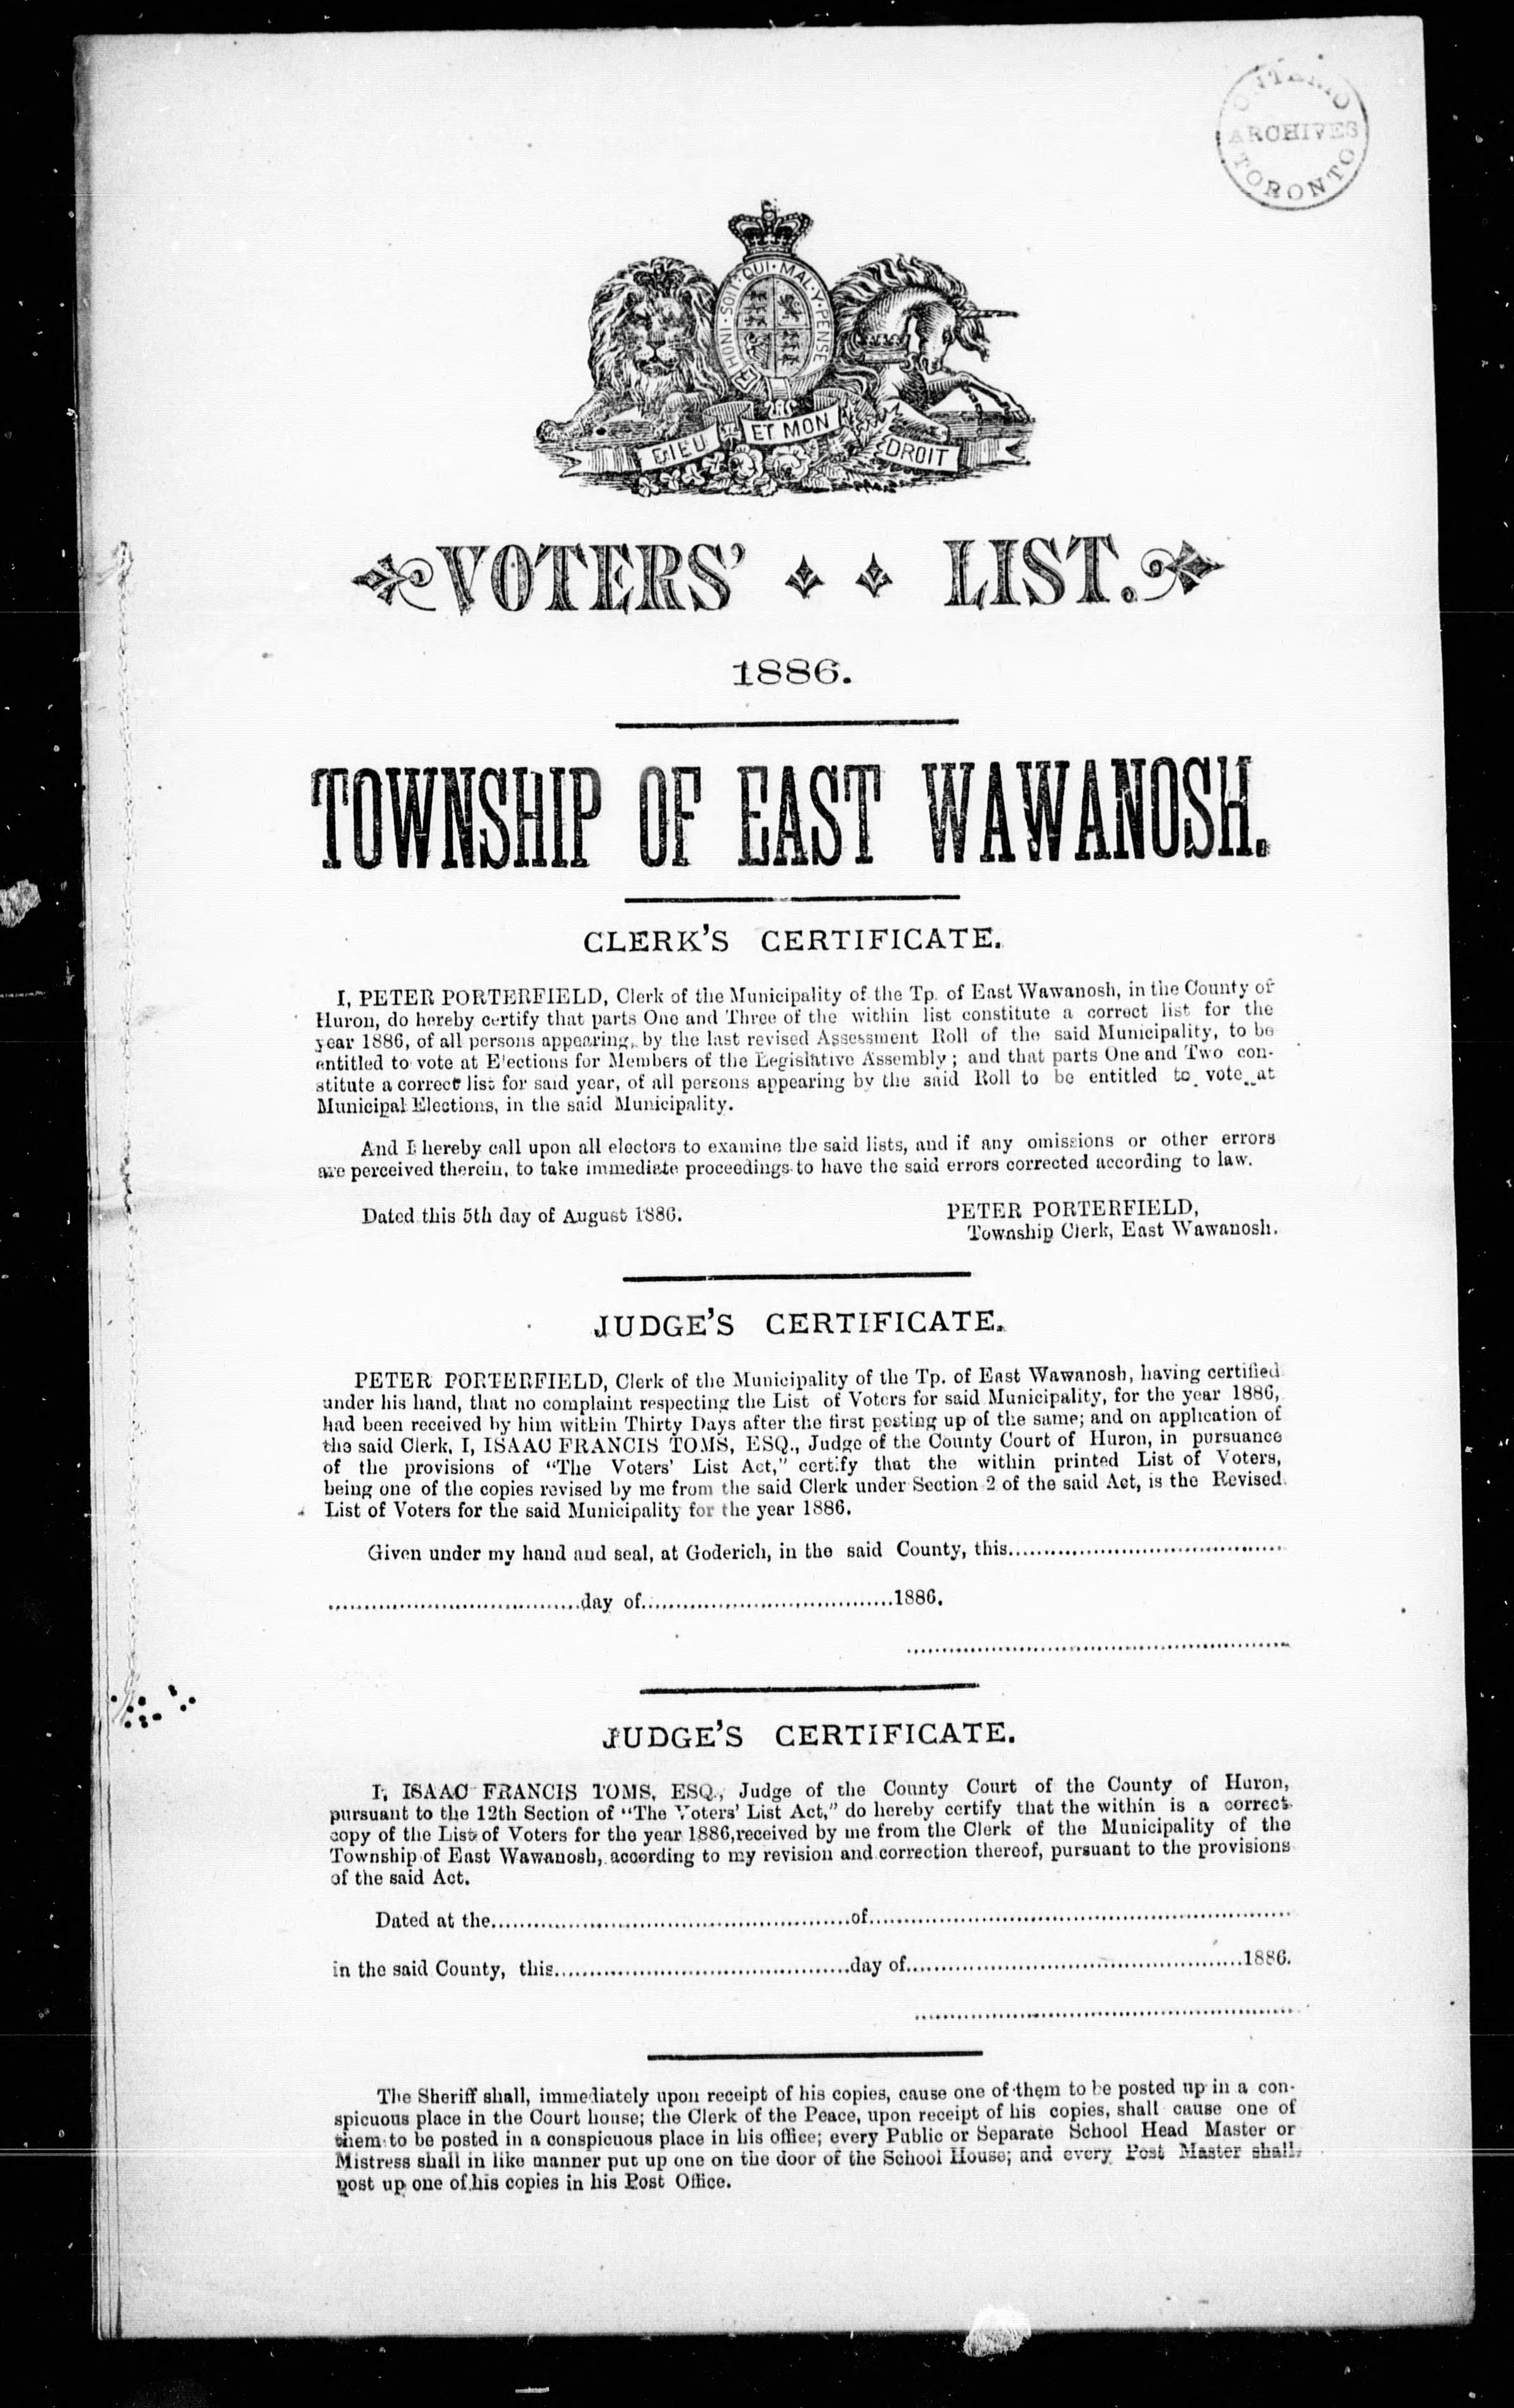 ONTARIO
ARCHIVES
TORONTO
HONI · SOIT · QUI · MAL · Y · PENSE
DIEU ET MON DROIT
VOTERS' LIST.
1886.
TOWNSHIP OF EAST WAWANOSH.
CLERK'S CERTIFICATE.
I, PETER PORTERFIELD, Clerk of the Municipality of the Tp. of East Wawanosh, in the County of
Huron, do hereby certify that parts One and Three of the within list constitute a correct list for the
year 1886, of all persons appearing, by the last revised Assessment Roll of the said Municipality, to be
entitled to vote at Elections for Members of the Legislative Assembly; and that parts One and Two con-
stitute a correct list for said year, of all persons appearing by the said Roll to be entitled to vote at
Municipal Elections, in the said Municipality.
And I hereby call upon all electors to examine the said lists, and if any omissions or other errors
are perceived therein, to take immediate proceedings to have the said errors corrected according to law.
Dated this 5th day of August 1886.
PETER PORTERFIELD,
Township Clerk, East Wawanosh.
JUDGE'S CERTIFICATE.
PETER PORTERFIELD, Clerk of the Municipality of the Tp. of East Wawanosh, having certified
under his hand, that no complaint respecting the List of Voters for said Municipality, for the year 1886,
had been received by him within Thirty Days after the first posting up of the same; and on application of
the said Clerk, I, ISAAC FRANCIS TOMS, ESQ., Judge of the County Court of Huron, in pursuance
of the provisions of "The Voters' List Act," certify that the within printed List of Voters,
being one of the copies revised by me from the said Clerk under Section 2 of the said Act, is the Revised
List of Voters for the said Municipality for the year 1886.
Given under my hand and seal, at Goderich, in the said County, this......................................
...................................day of...................................1886.
JUDGE'S CERTIFICATE.
I, ISAAC FRANCIS TOMS, ESQ., Judge of the County Court of the County of Huron,
pursuant to the 12th Section of "The Voters' List Act," do hereby certify that the within is a correct
copy of the List of Voters for the year 1886, received by me from the Clerk of the Municipality of the
Township of East Wawanosh, according to my revision and correction thereof, pursuant to the provisions
of the said Act.
Dated at the..................................................of...........................................................
in the said County, this.........................................day of...............................................1886.
The Sheriff shall, immediately upon receipt of his copies, cause one of them to be posted up in a con-
spicuous place in the Court house; the Clerk of the Peace, upon receipt of his copies, shall cause one of
them to be posted in a conspicuous place in his office; every Public or Separate School Head Master or
Mistress shall in like manner put up one on the door of the School House; and every Post Master shall
post up one of his copies in his Post Office.